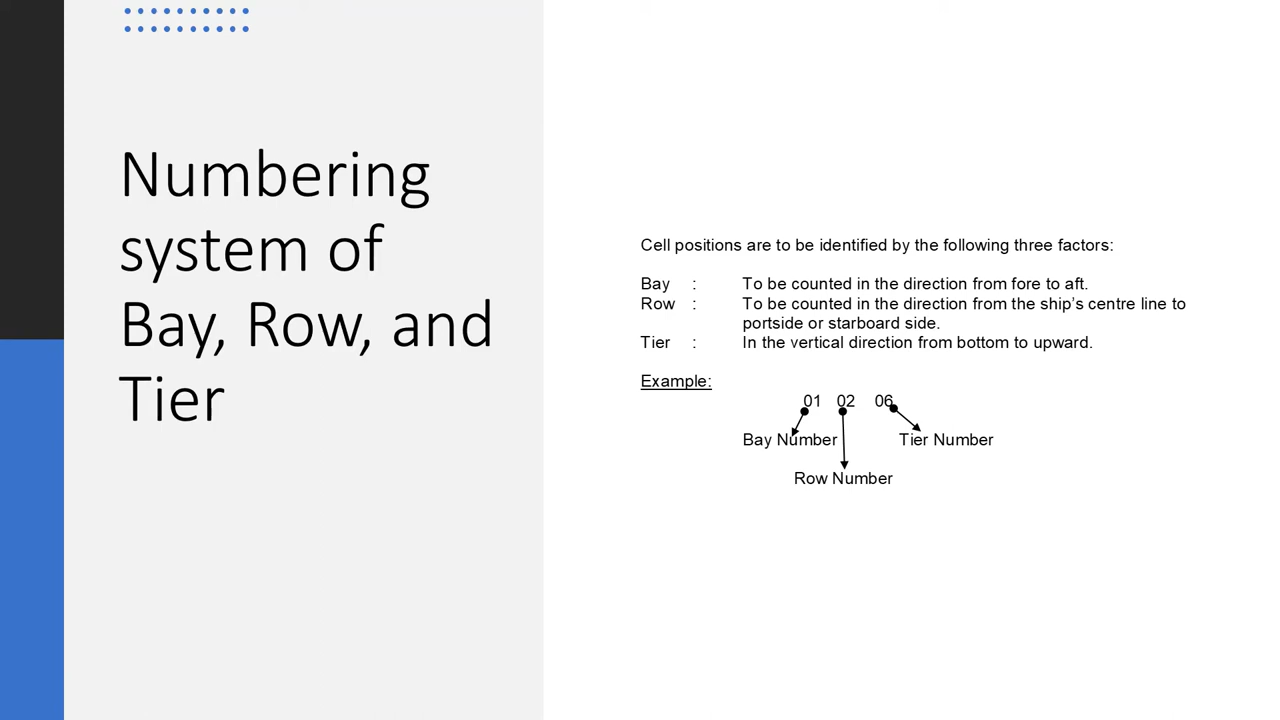 Numbering
system of
Bay, Row, and
Tier
Cell positions are to be identified by the following three factors:
Bay : To be counted in the direction from fore to aft.
Row : To be counted in the direction from the ship's centre line to
portside or starboard side.
Tier : In the vertical direction from bottom to upward.
Example:
01 02 06
Bay Number Tier Number
Row Number